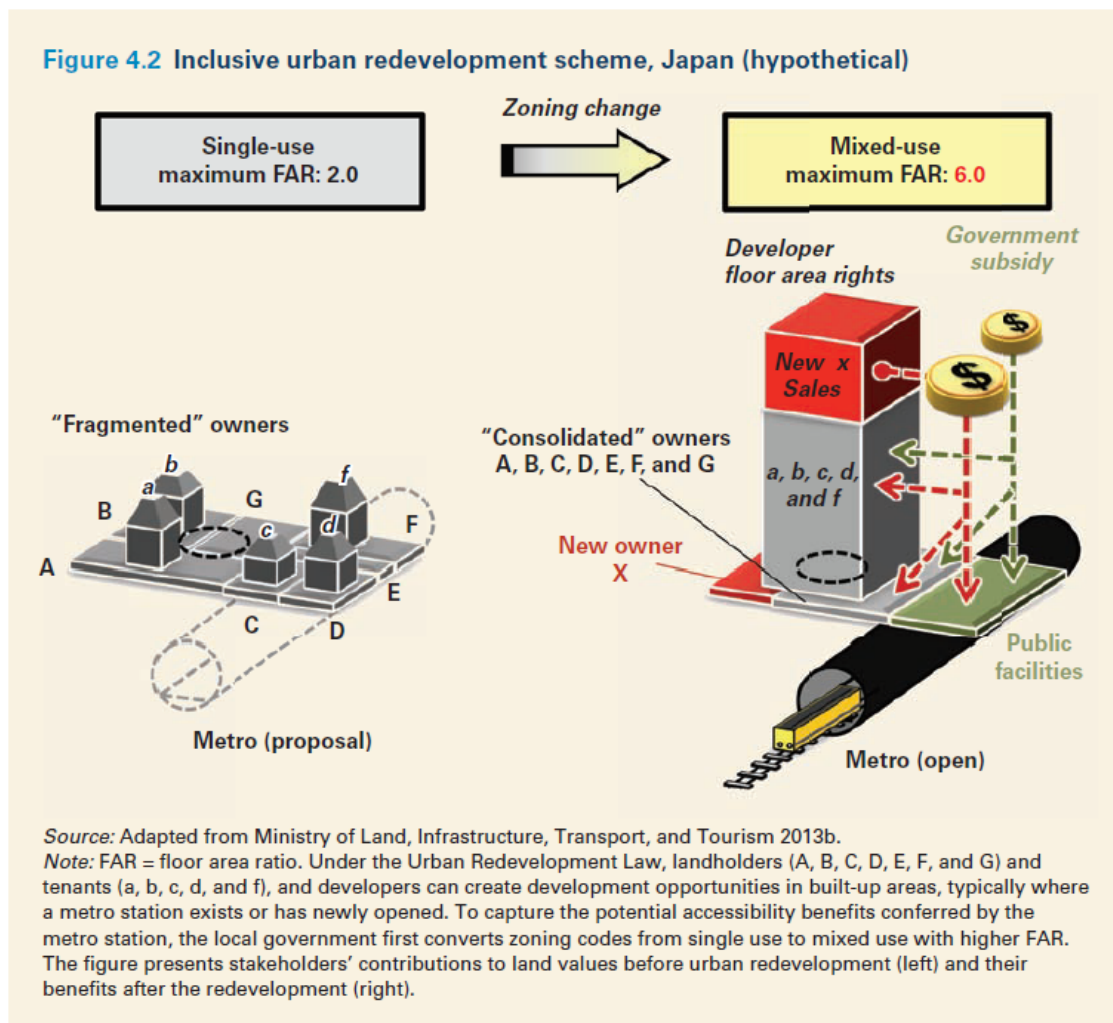 Figure 4.2 Inclusive urban redevelopment scheme, Japan (hypothetical)
Single-use
maximum FAR: 2.0
Zoning change
Mixed-use
maximum FAR: 6.0
Developer
floor area rights
Government
subsidy
$
$
New x
Sales
"Fragmented" owners
"Consolidated" owners
A, B, C, D, E, F, and G
a, b, c, d,
and f
b
a
f
G
B
c
d
F
A
E
C
D
New owner
X
Public
facilities
Metro (proposal)
Metro (open)
Source: Adapted from Ministry of Land, Infrastructure, Transport, and Tourism 2013b.
Note: FAR = floor area ratio. Under the Urban Redevelopment Law, landholders (A, B, C, D, E, F, and G) and
tenants (a, b, c, d, and f), and developers can create development opportunities in built-up areas, typically where
a metro station exists or has newly opened. To capture the potential accessibility benefits conferred by the
metro station, the local government first converts zoning codes from single use to mixed use with higher FAR.
The figure presents stakeholders' contributions to land values before urban redevelopment (left) and their
benefits after the redevelopment (right).